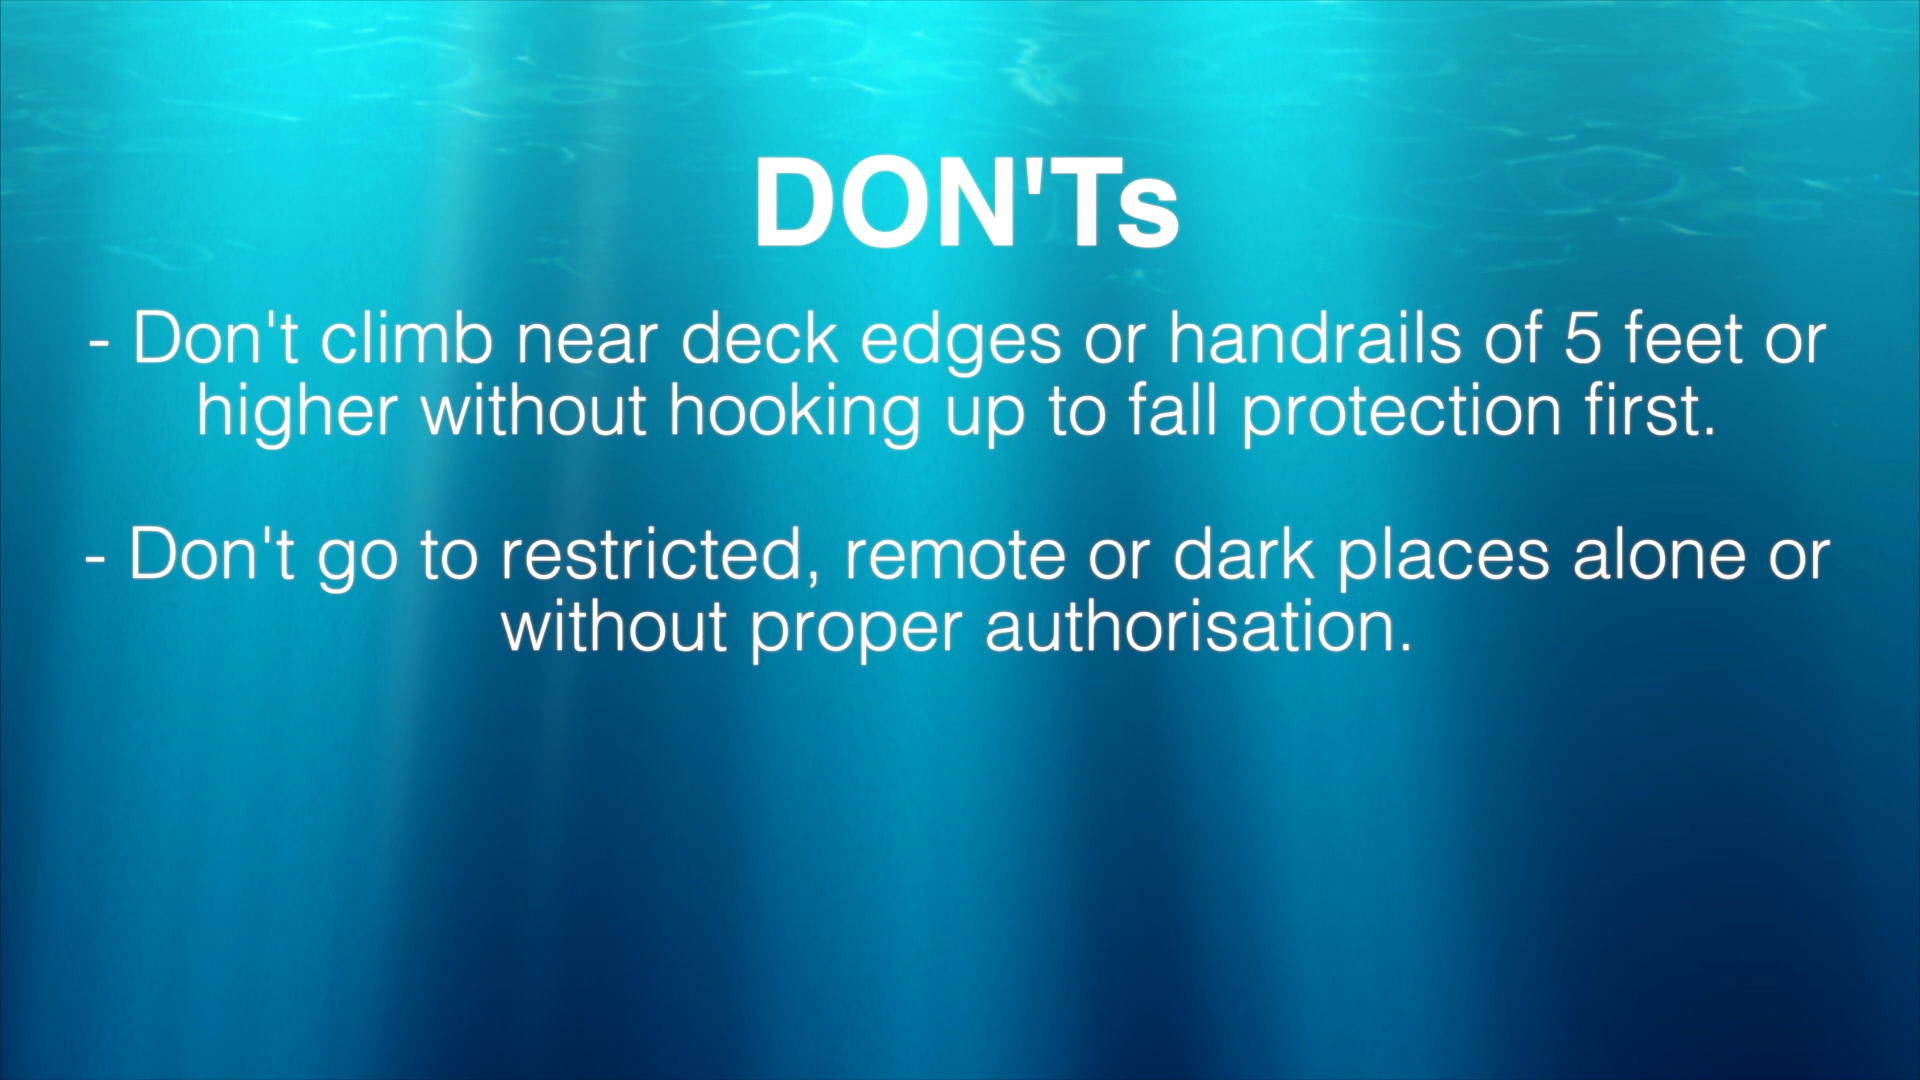 DON'Ts
- Don't climb near deck edges or handrails of 5 feet or
higher without hooking up to fall protection first.
- Don't go to restricted, remote or dark places alone or
without proper authorisation.